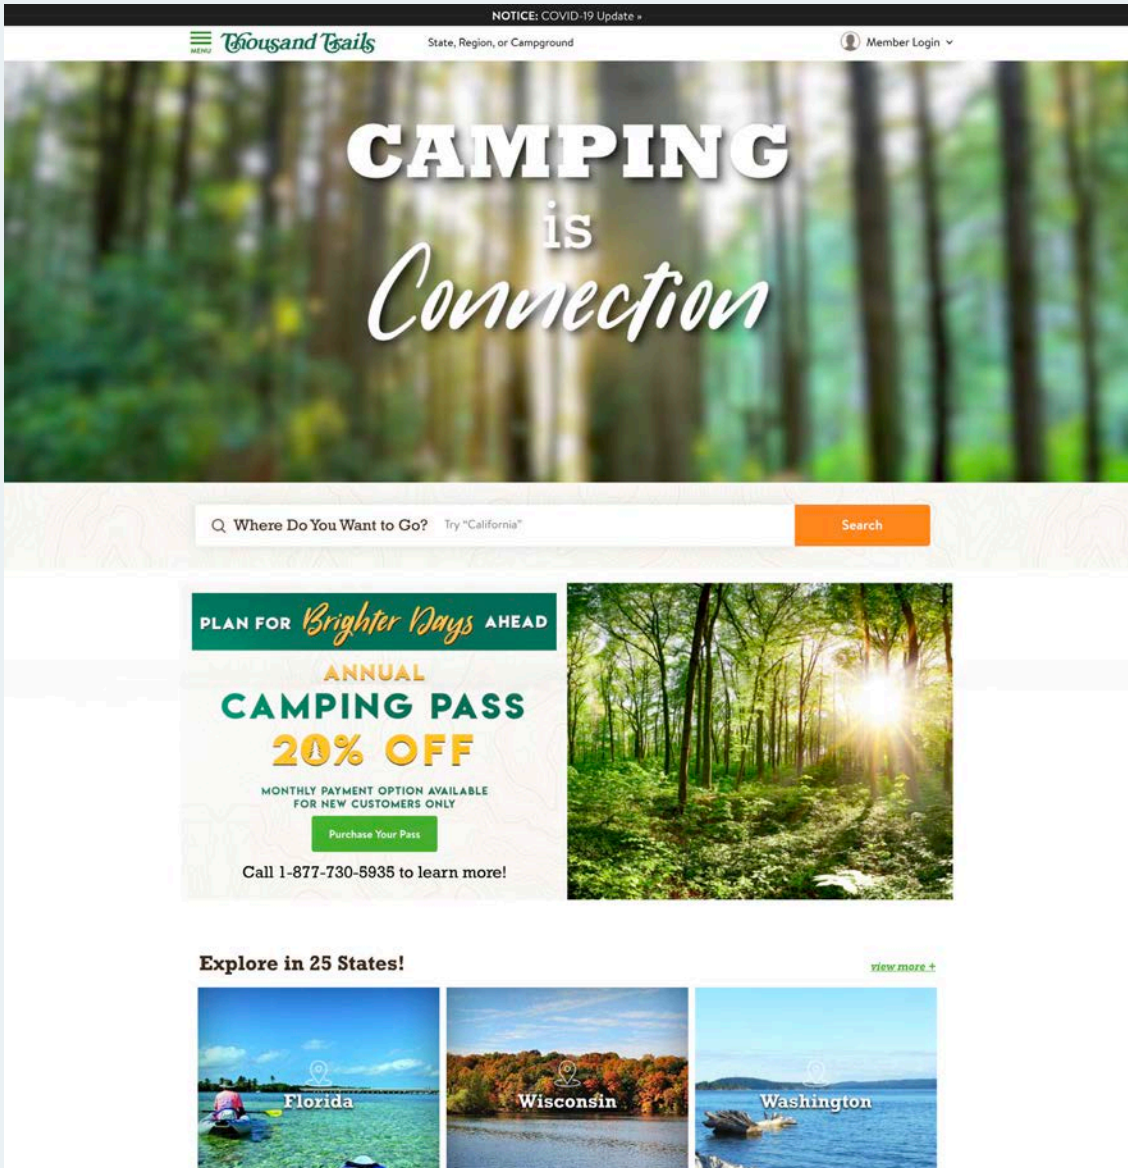 NOTICE: COVID-19 Update »
MENU
Thousand Trails
State, Region, or Campground
Member Login
CAMPING
is
Connection
Where Do You Want to Go? Try "California"
Search
PLAN FOR Brighter Days AHEAD
ANNUAL
CAMPING PASS
20% OFF
MONTHLY PAYMENT OPTION AVAILABLE
FOR NEW CUSTOMERS ONLY
Purchase Your Pass
Call 1-877-730-5935 to learn more!
Explore in 25 States!
view more +
Florida
Wisconsin
Washington